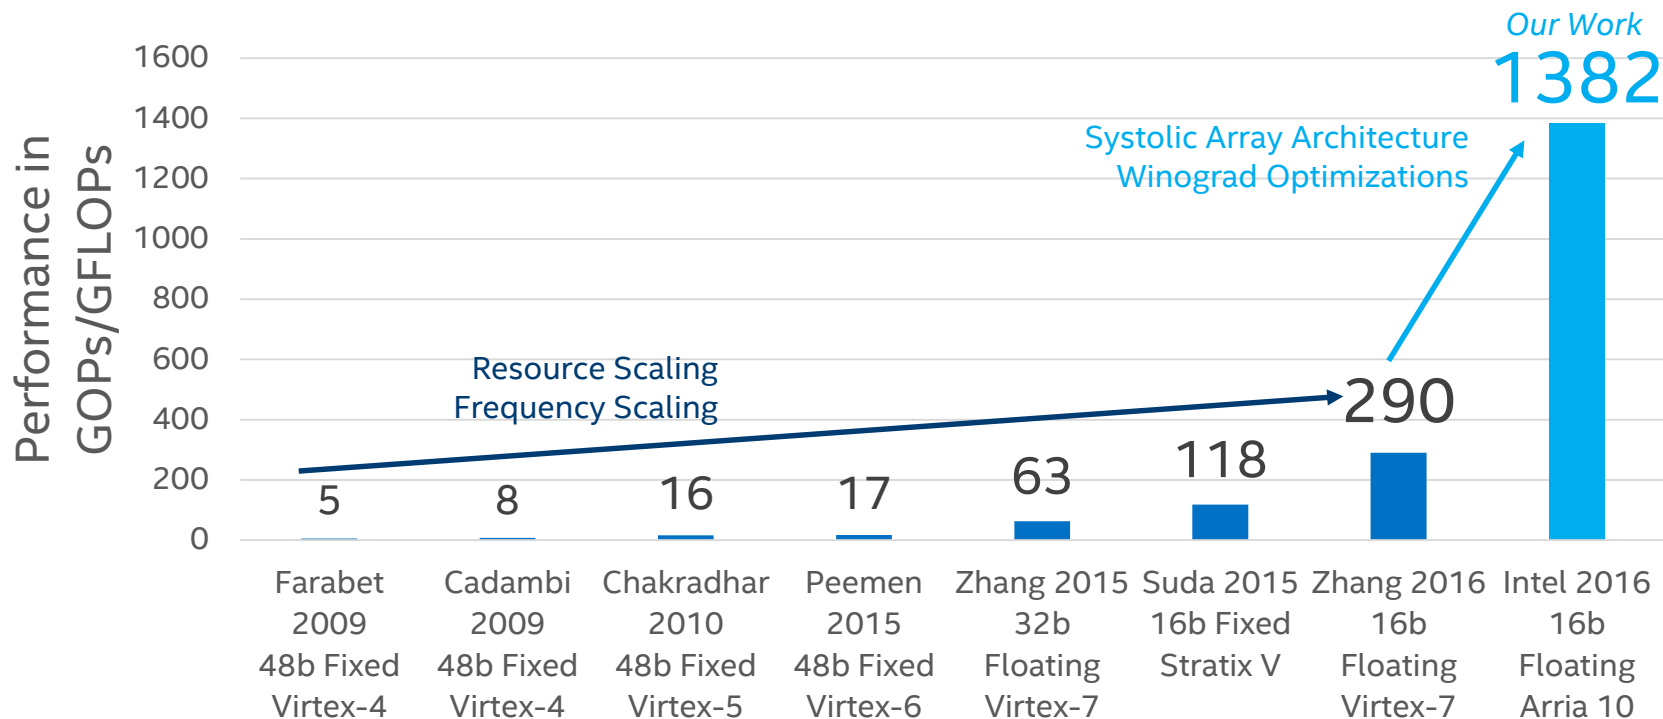 Our Work
1382
Performance in
GOPs/GFLOPs
1600
1400
1200
1000
800
600
400
200
0
Systolic Array Architecture
Winograd Optimizations
Resource Scaling
Frequency Scaling
5
8
16
17
63
118
290
Farabet
2009
48b Fixed
Virtex-4
Cadambi
2009
48b Fixed
Virtex-4
Chakradhar
2010
48b Fixed
Virtex-5
Peemen
2015
48b Fixed
Virtex-6
Zhang 2015
32b
Floating
Virtex-7
Suda 2015
16b Fixed
Stratix V
Zhang 2016
16b
Floating
Virtex-7
Intel 2016
16b
Floating
Arria 10